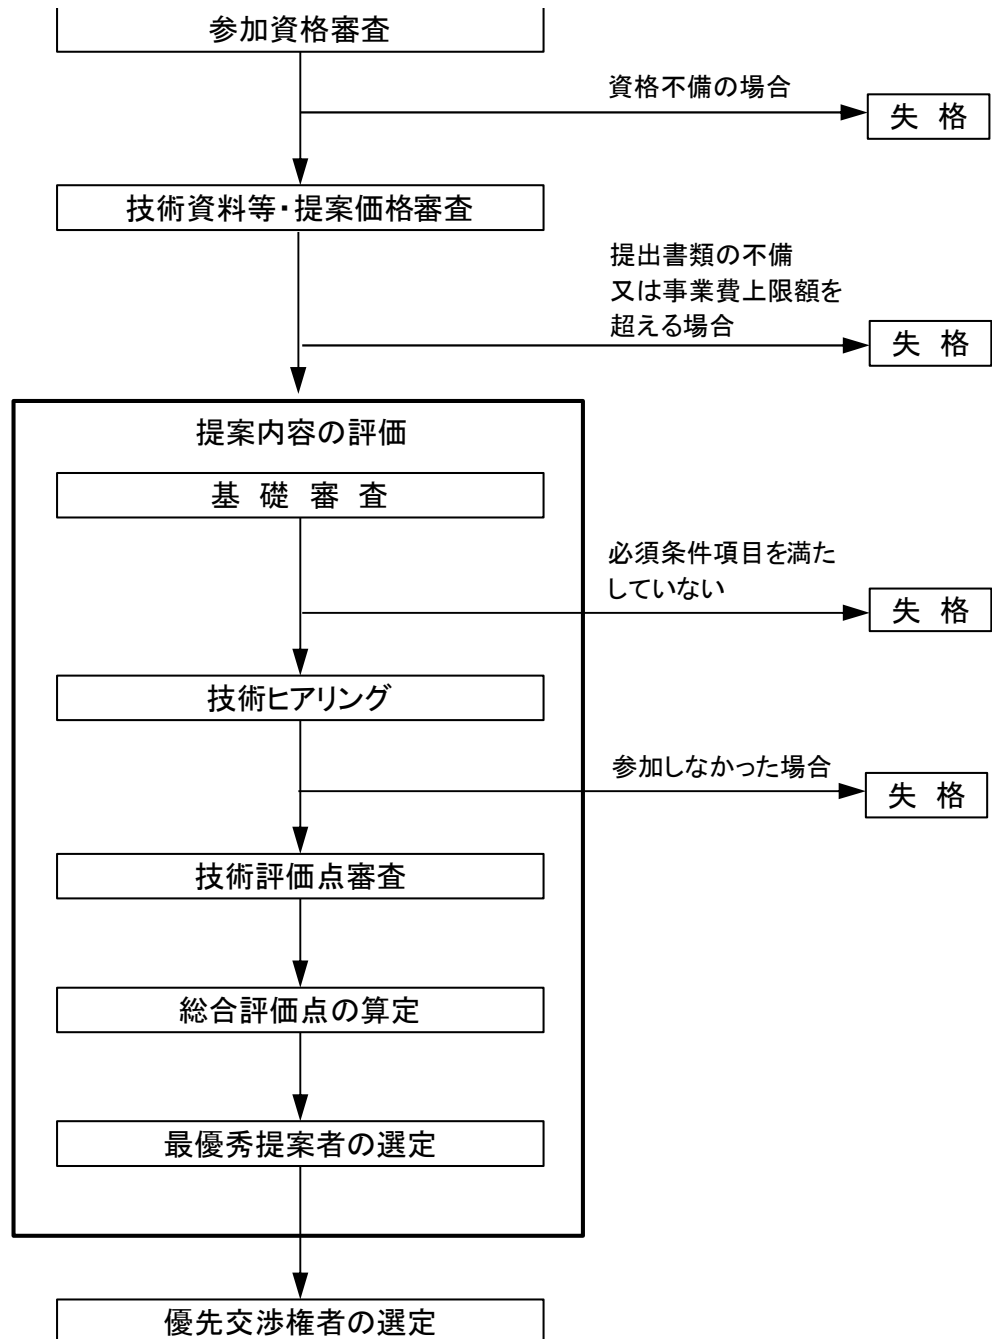 参加資格審査
資格不備の場合
失 格
技術資料等・提案価格審査
提出書類の不備
又は事業費上限額を
超える場合
失 格
提案内容の評価
基 礎 審 査
必須条件項目を満た
していない
失 格
技術ヒアリング
参加しなかった場合
失 格
技術評価点審査
総合評価点の算定
最優秀提案者の選定
優先交渉権者の選定